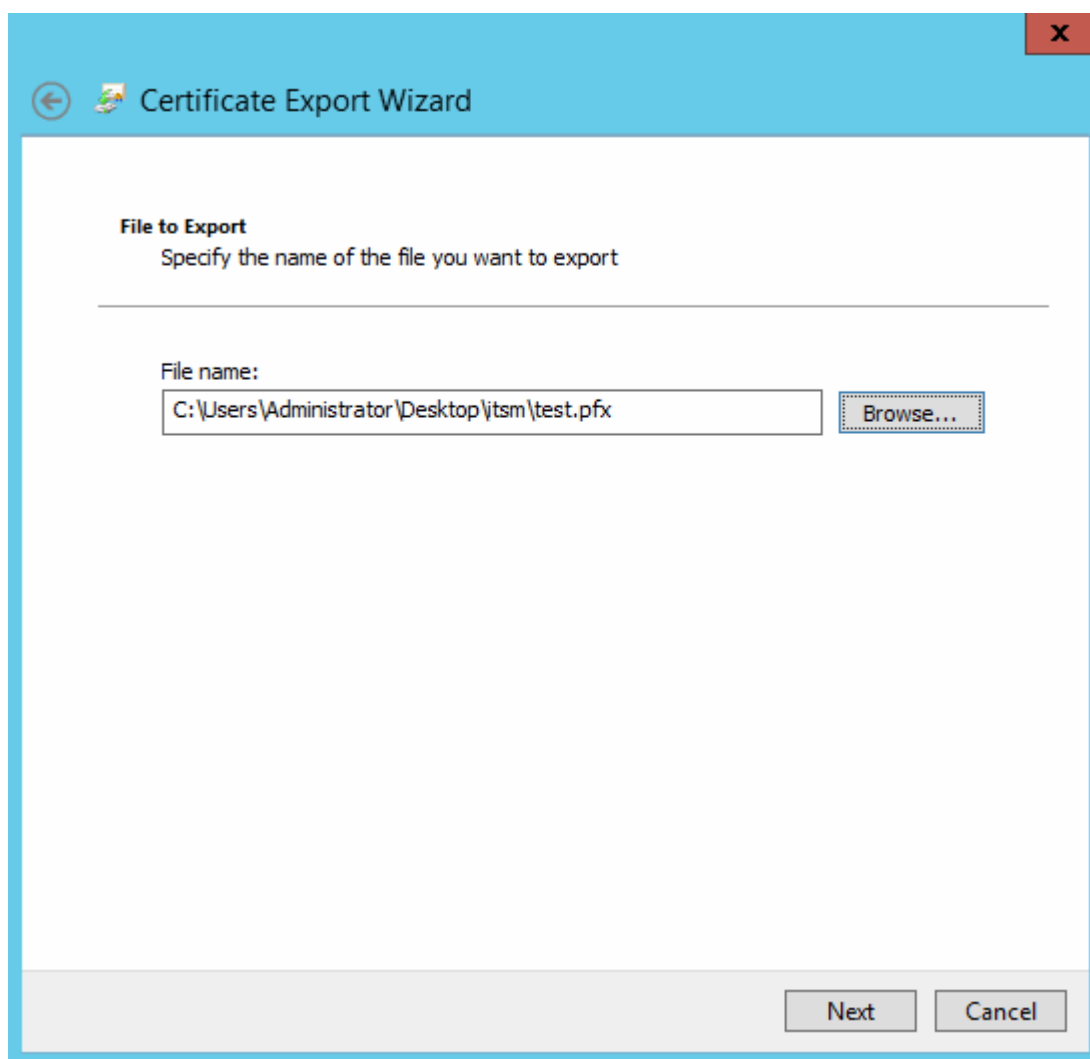 x
Certificate Export Wizard
File to Export
Specify the name of the file you want to export
File name:
C:\Users\Administrator\Desktop\itsm\test.pfx
Browse...
Next
Cancel